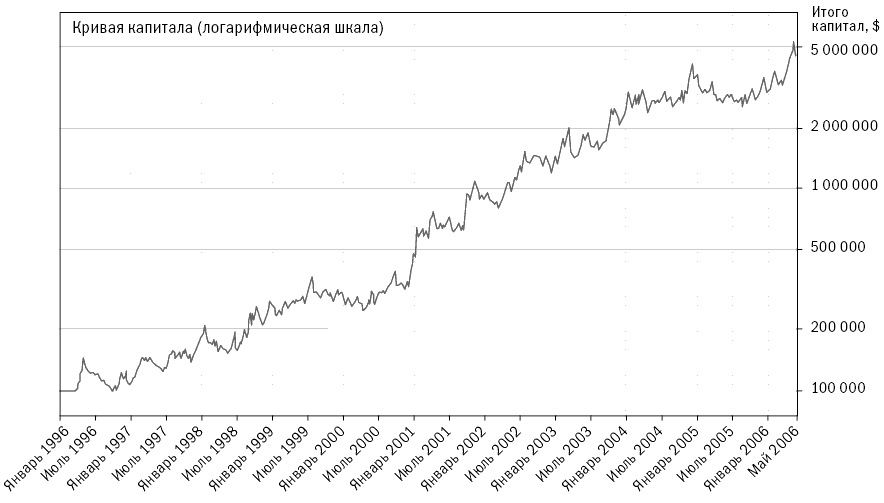 Кривая капитала (логарифмическая шкала)
Итого
капитал, $
5 000 000
2 000 000
1 000 000
500 000
200 000
100 000
Январь 1996
Июль 1996
Январь 1997
Июль 1997
Январь 1998
Июль 1998
Январь 1999
Июль 1999
Январь 2000
Июль 2000
Январь 2001
Июль 2001
Январь 2002
Июль 2002
Январь 2003
Июль 2003
Январь 2004
Июль 2004
Январь 2005
Июль 2005
Январь 2006
Май 2006